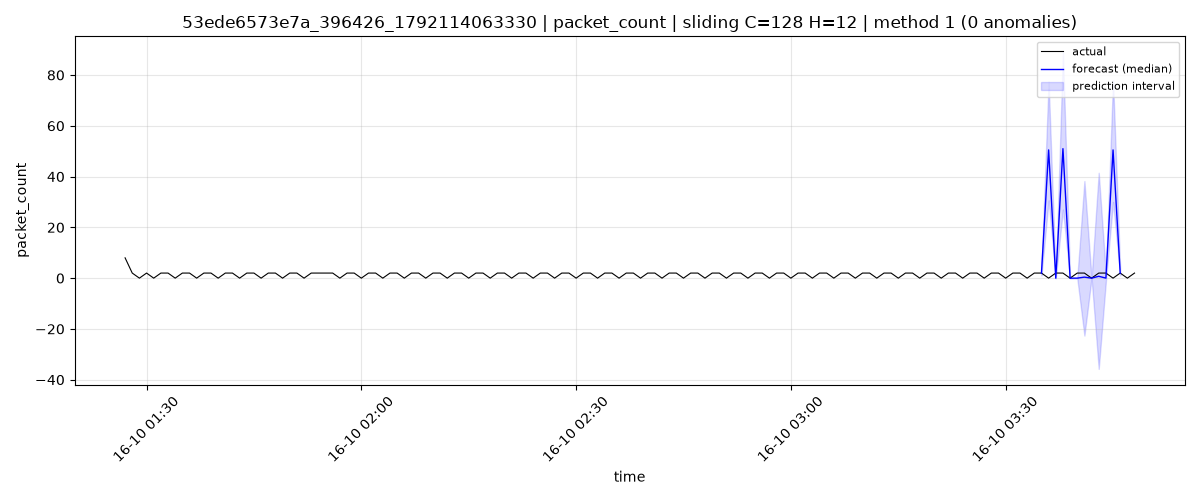 53ede6573e7a_396426_1792114063330 | packet_count | sliding C=128 H=12 | method 1 (0 anomalies)
actual
forecast (median)
prediction interval
packet_count
80
60
40
20
0
−20
−40
16-10 01:30
16-10 02:00
16-10 02:30
16-10 03:00
16-10 03:30
time